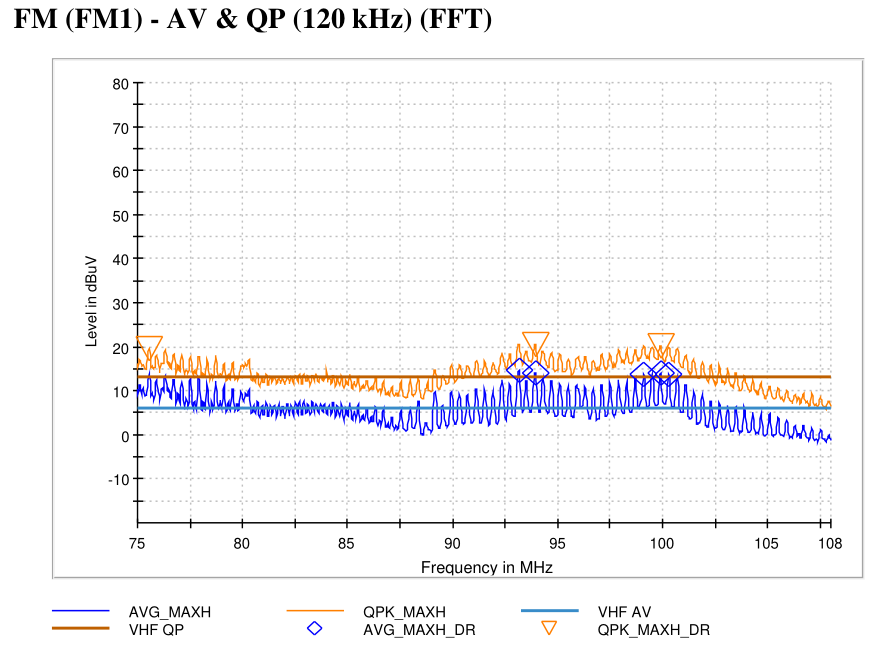 FM (FM1) - AV & QP (120 kHz) (FFT)
80
70
60
50
40
30
20
10
0
-10
Level in dBuV
75 80 85 90 95 100 105 108
Frequency in MHz
AVG_MAXH QPK_MAXH VHF AV
VHF QP AVG_MAXH_DR QPK_MAXH_DR